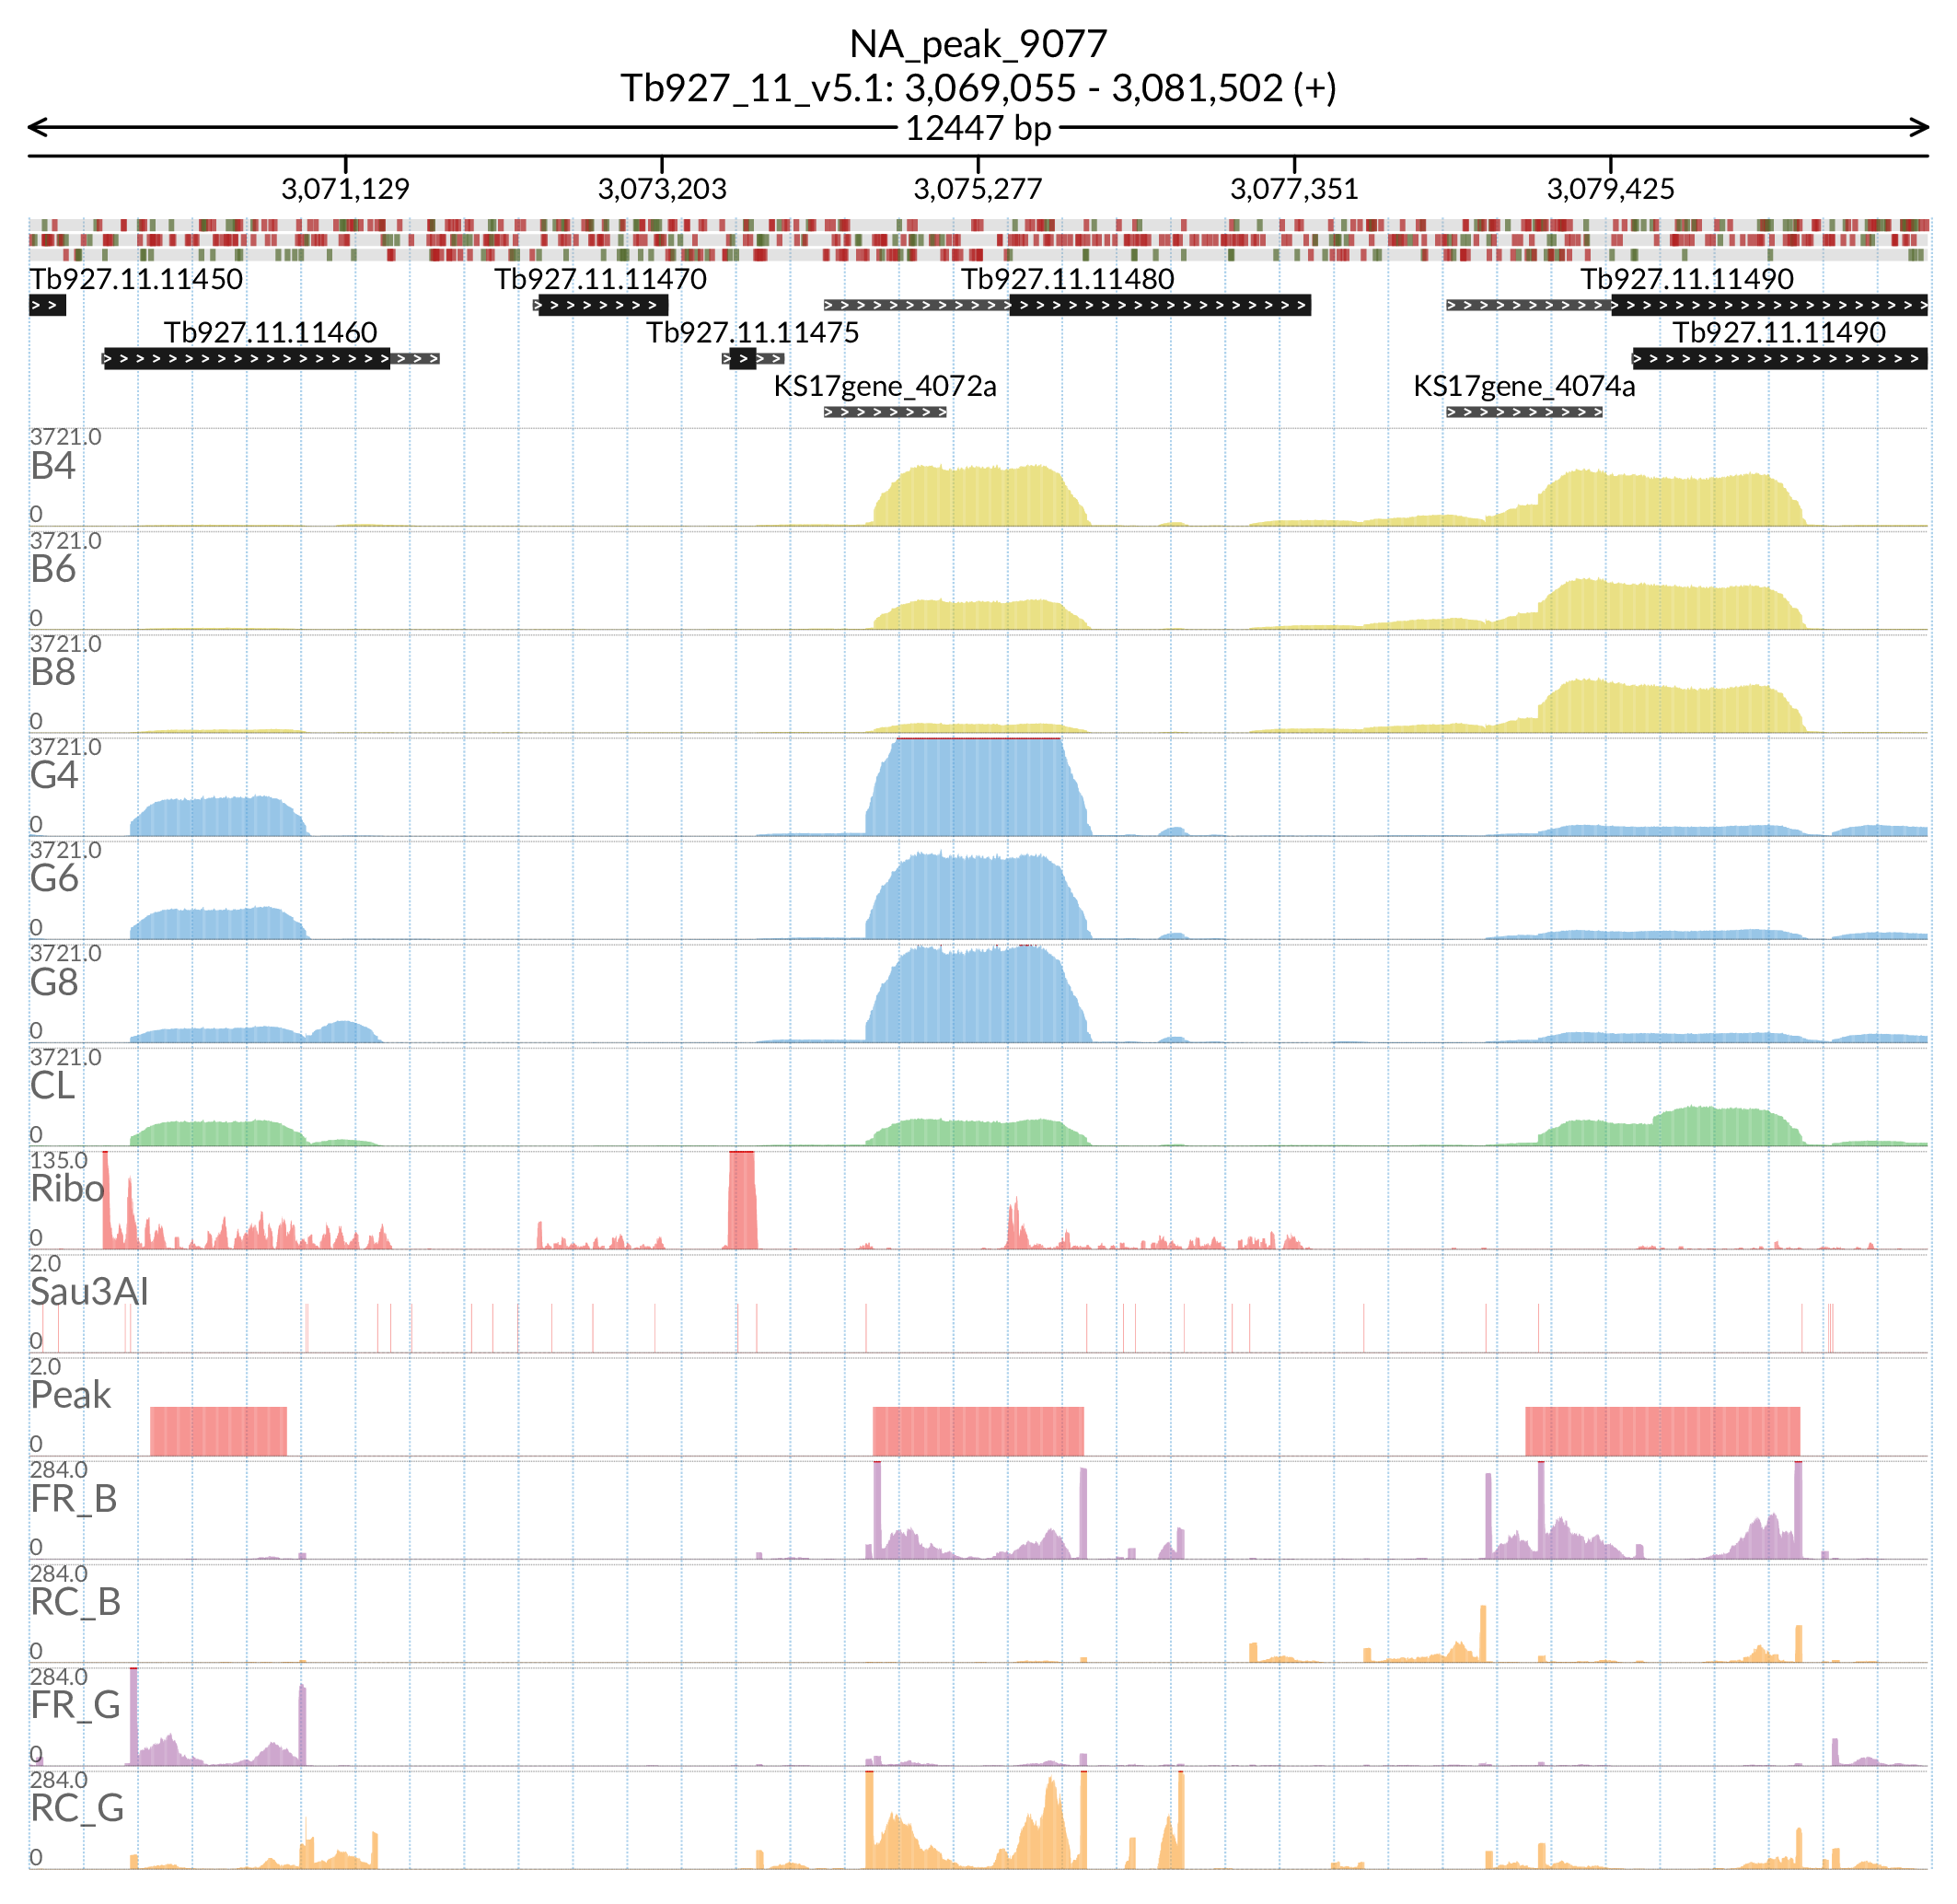 NA_peak_9077
Tb927_11_v5.1: 3,069,055 - 3,081,502 (+)
12447 bp
3,071,129 3,073,203 3,075,277 3,077,351 3,079,425
Tb927.11.11450 Tb927.11.11470 Tb927.11.11480 Tb927.11.11490
Tb927.11.11460 Tb927.11.11475 Tb927.11.11490
KS17gene_4072a KS17gene_4074a
3721.0
B4
0
3721.0
B6
0
3721.0
B8
0
3721.0
G4
0
3721.0
G6
0
3721.0
G8
0
3721.0
CL
0
135.0
Ribo
0
2.0
Sau3AI
0
2.0
Peak
0
284.0
FR_B
0
284.0
RC_B
0
284.0
FR_G
0
284.0
RC_G
0